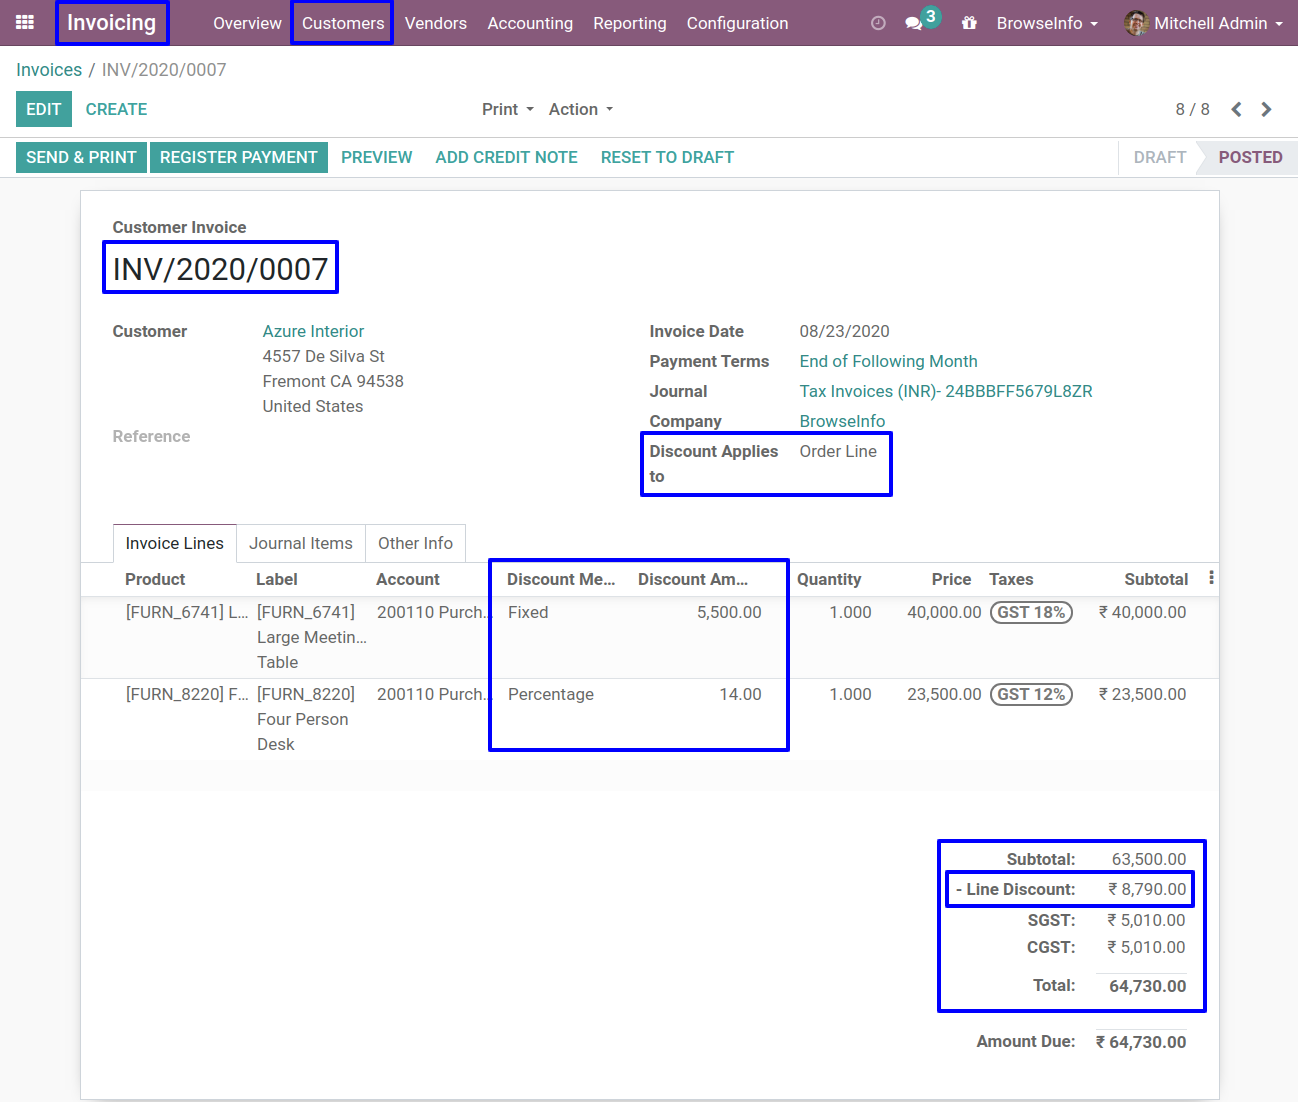 Invoicing Overview Customers Vendors Accounting Reporting Configuration 3 BrowseInfo Mitchell Admin
Invoices / INV/2020/0007
EDIT CREATE Print Action 8 / 8
SEND & PRINT REGISTER PAYMENT PREVIEW ADD CREDIT NOTE RESET TO DRAFT DRAFT POSTED
Customer Invoice
INV/2020/0007
Customer Azure Interior
4557 De Silva St
Fremont CA 94538
United States
Reference
Invoice Date 08/23/2020
Payment Terms End of Following Month
Journal Tax Invoices (INR)- 24BBBFF5679L8ZR
Company BrowseInfo
Discount Applies Order Line
to
Invoice Lines Journal Items Other Info
Product Label Account Discount Me... Discount Am... Quantity Price Taxes Subtotal
[FURN_6741] L... [FURN_6741] 200110 Purch... Fixed 5,500.00 1.000 40,000.00 GST 18% ₹ 40,000.00
Large Meetin...
Table
[FURN_8220] F... [FURN_8220] 200110 Purch... Percentage 14.00 1.000 23,500.00 GST 12% ₹ 23,500.00
Four Person
Desk
Subtotal: 63,500.00
- Line Discount: ₹ 8,790.00
SGST: ₹ 5,010.00
CGST: ₹ 5,010.00
Total: 64,730.00
Amount Due: ₹ 64,730.00